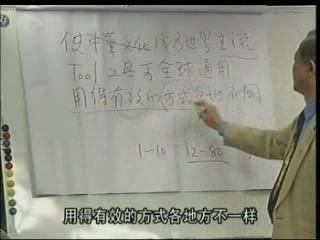 使中華文化成為世界主流
Tool 工具可全球通用
用得有效的方式各地不同
1-10 12-80
用得有效的方式各地方不一样